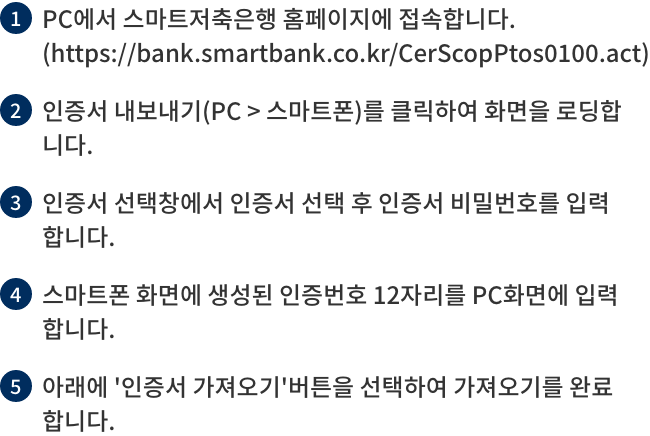 1 PC에서 스마트저축은행 홈페이지에 접속합니다.
(https://bank.smartbank.co.kr/CerScopPtos0100.act)
2 인증서 내보내기(PC > 스마트폰)를 클릭하여 화면을 로딩합
니다.
3 인증서 선택창에서 인증서 선택 후 인증서 비밀번호를 입력
합니다.
4 스마트폰 화면에 생성된 인증번호 12자리를 PC화면에 입력
합니다.
5 아래에 '인증서 가져오기'버튼을 선택하여 가져오기를 완료
합니다.